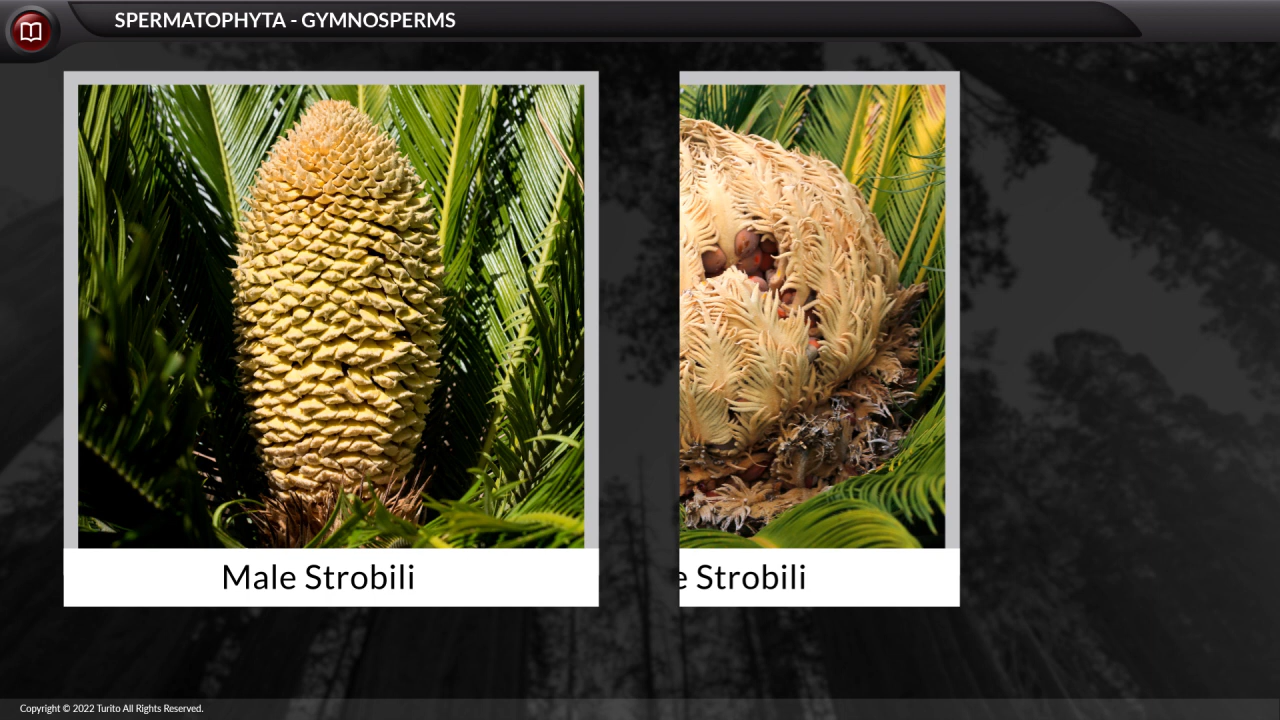 SPERMATOPHYTA - GYMNOSPERMS
Male Strobili
e Strobili
Copyright © 2022 Turito All Rights Reserved.